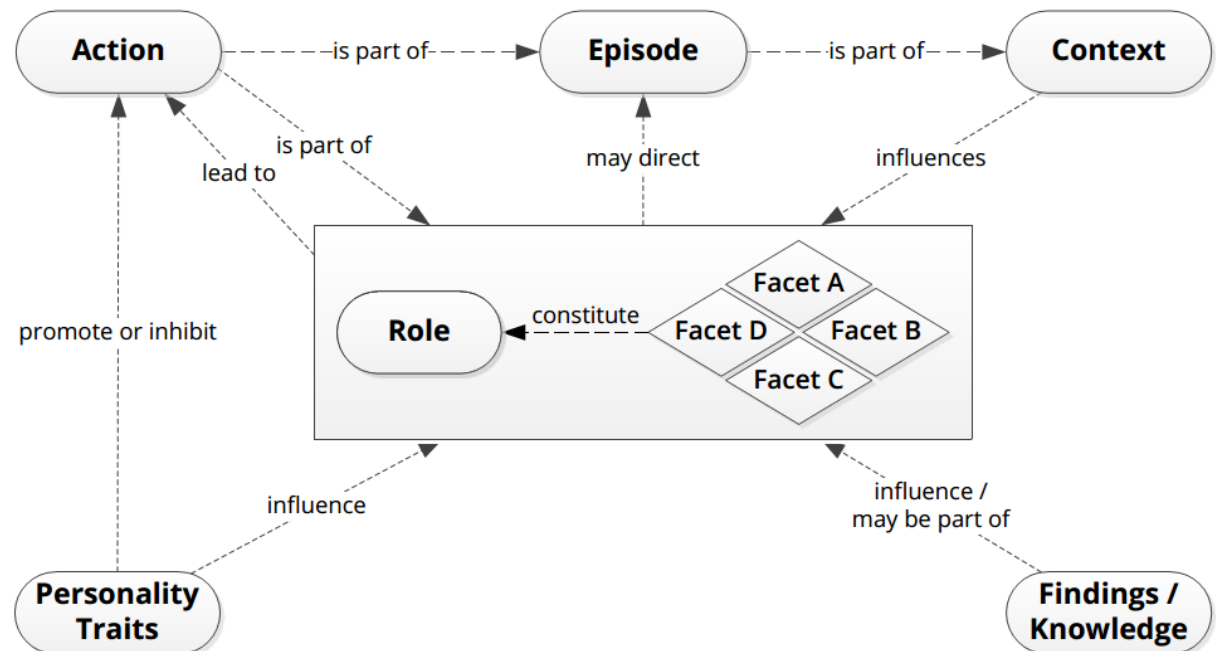 Action
is part of
Episode
is part of
Context
is part of
lead to
may direct
influences
promote or inhibit
Role
constitute
Facet A
Facet D
Facet B
Facet C
influence
influence /
may be part of
Personality
Traits
Findings /
Knowledge